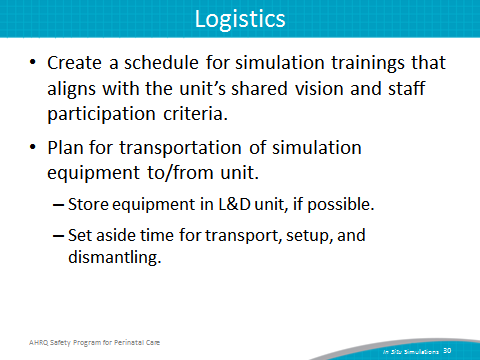 Logistics
• Create a schedule for simulation trainings that
aligns with the unit's shared vision and staff
participation criteria.
• Plan for transportation of simulation
equipment to/from unit.
– Store equipment in L&D unit, if possible.
– Set aside time for transport, setup, and
dismantling.
AHRQ Safety Program for Perinatal Care
In Situ Simulations 30